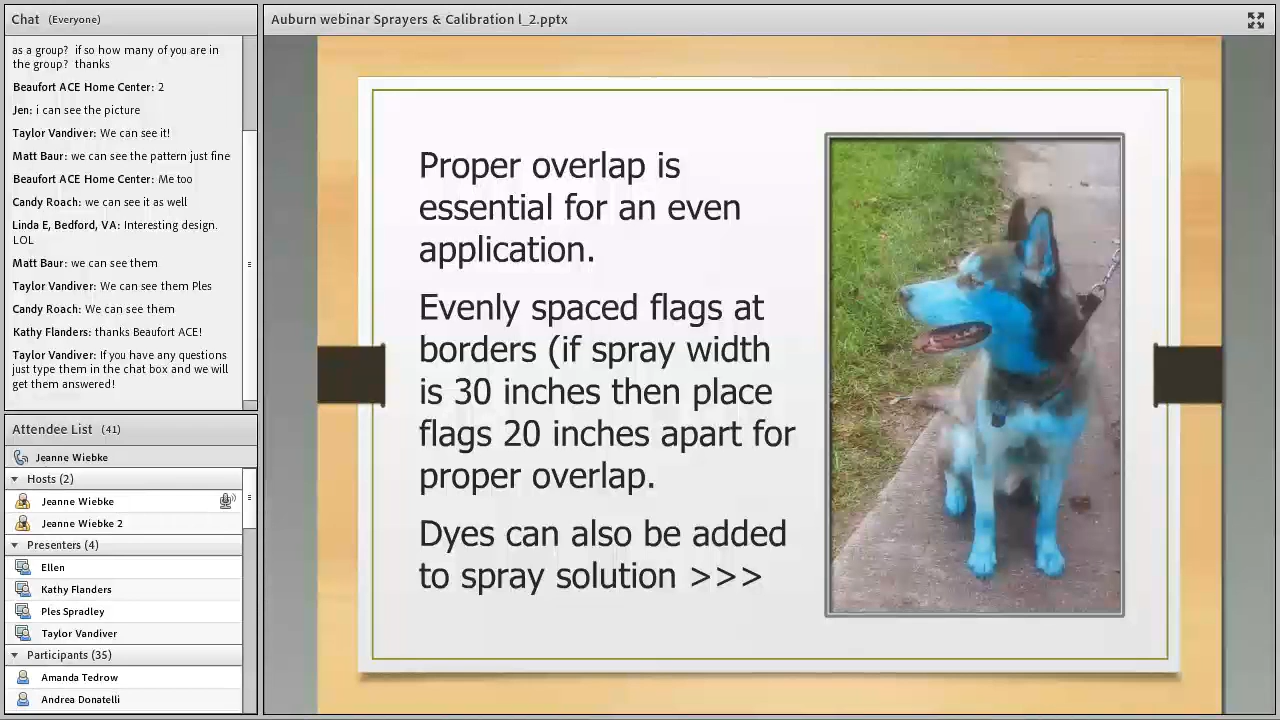 Chat (Everyone)
as a group? if so how many of you are in
the group? thanks
Beaufort ACE Home Center: 2
Jen: i can see the picture
Taylor Vandiver: We can see it!
Matt Baur: we can see the pattern just fine
Beaufort ACE Home Center: Me too
Candy Roach: we can see it as well
Linda E, Bedford, VA: Interesting design.
LOL
Matt Baur: we can see them
Taylor Vandiver: We can see them Ples
Candy Roach: We can see them
Kathy Flanders: thanks Beaufort ACE!
Taylor Vandiver: If you have any questions
just type them in the chat box and we will
get them answered!
Attendee List (41)
Jeanne Wiebke
Hosts (2)
Jeanne Wiebke
Jeanne Wiebke 2
Presenters (4)
Ellen
Kathy Flanders
Ples Spradley
Taylor Vandiver
Participants (35)
Amanda Tedrow
Andrea Donatelli
Auburn webinar Sprayers & Calibration l_2.pptx
Proper overlap is
essential for an even
application.
Evenly spaced flags at
borders (if spray width
is 30 inches then place
flags 20 inches apart for
proper overlap.
Dyes can also be added
to spray solution >>>